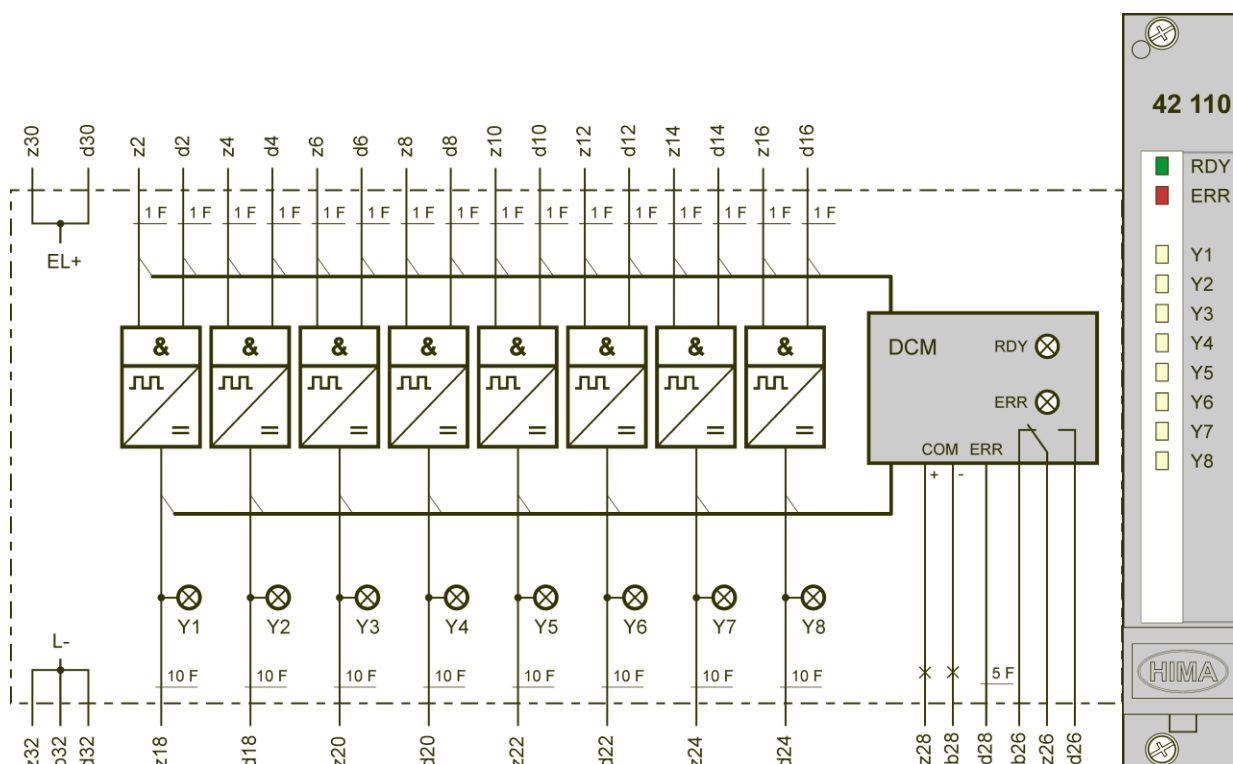 z30 d30 z2 d2 z4 d4 z6 d6 z8 d8 z10 d10 z12 d12 z14 d14 z16 d16
1 F 1 F 1 F 1 F 1 F 1 F 1 F 1 F 1 F 1 F 1 F 1 F 1 F 1 F 1 F 1 F
EL+
& & & & & & & &
DCM RDY
ERR
COM ERR
+ -
Y1 Y2 Y3 Y4 Y5 Y6 Y7 Y8
L-
10 F 10 F 10 F 10 F 10 F 10 F 10 F 10 F 5 F
z32 b32 d32 z18 d18 z20 d20 z22 d22 z24 d24 z28 b28 d28 b26 z26 d26
42 110
RDY
ERR
Y1
Y2
Y3
Y4
Y5
Y6
Y7
Y8
HIMA